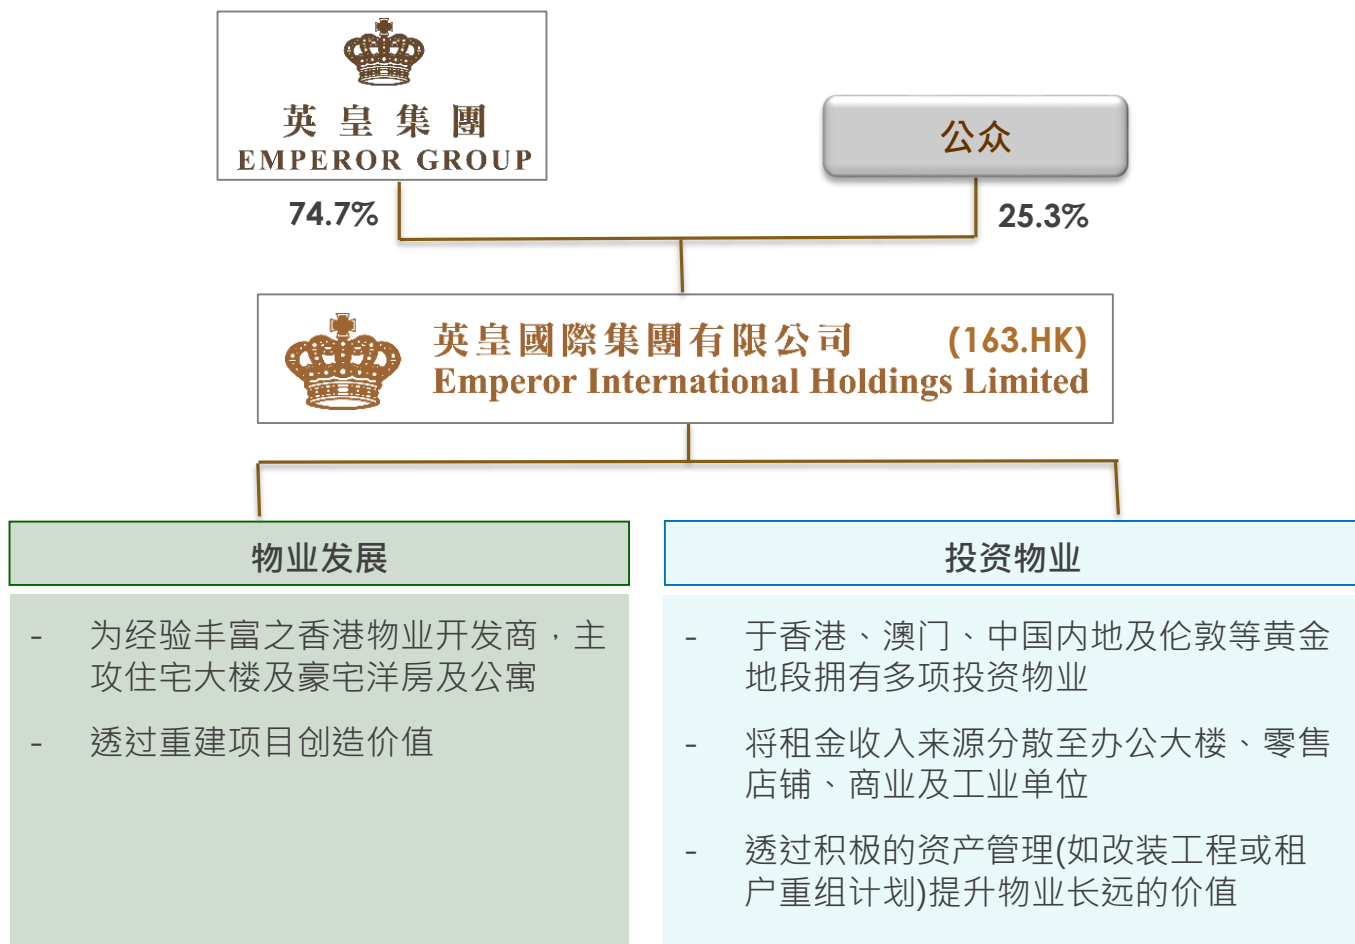 英皇集團
EMPEROR GROUP
公众
74.7%
25.3%
英皇國際集團有限公司 (163.HK)
Emperor International Holdings Limited
物业发展
- 为经验丰富之香港物业开发商，主
攻住宅大楼及豪宅洋房及公寓
- 透过重建项目创造价值
投资物业
- 于香港、澳门、中国内地及伦敦等黄金
地段拥有多项投资物业
- 将租金收入来源分散至办公大楼、零售
店铺、商业及工业单位
- 透过积极的资产管理(如改装工程或租
户重组计划)提升物业长远的价值